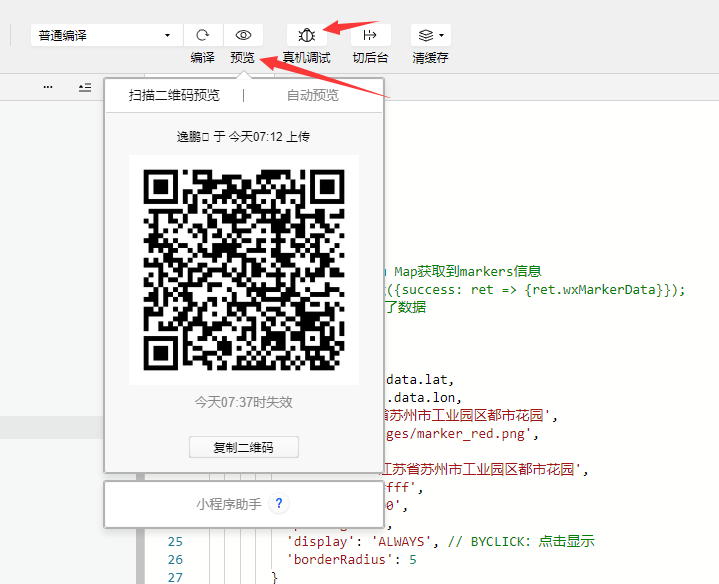 普通编译
编译 预览 真机调试 切后台 清缓存
扫描二维码预览 | 自动预览
逸鹏 于 今天07:12 上传
Map获取到markers信息
({success: ret => {ret.wxMarkerData}});
了数据
data.lat,
.data.lon,
省苏州市工业园区都市花园',
ges/marker_red.png',
今天07:37时失效
复制二维码
江苏省苏州市工业园区都市花园',
fff',
0',
小程序助手 ?
25 'display': 'ALWAYS', // BYCLICK: 点击显示
26 'borderRadius': 5
27 }